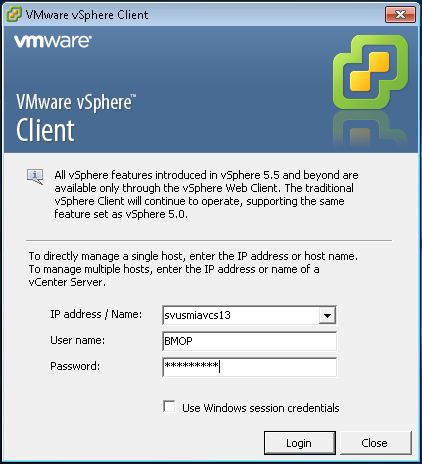 VMware vSphere Client
vmware®
VMware vSphere™
Client
All vSphere features introduced in vSphere 5.5 and beyond are
available only through the vSphere Web Client. The traditional
vSphere Client will continue to operate, supporting the same
feature set as vSphere 5.0.
To directly manage a single host, enter the IP address or host name.
To manage multiple hosts, enter the IP address or name of a
vCenter Server.
IP address / Name: svusmiavcs13
User name: BMOP
Password: *********
Use Windows session credentials
Login Close